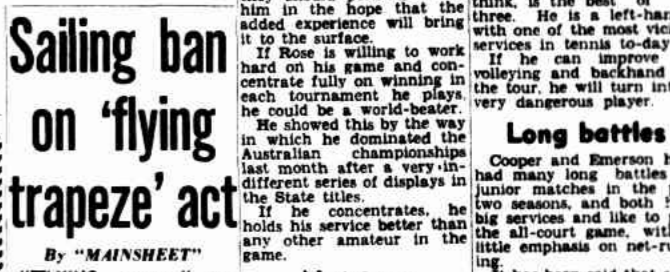 Sailing ban
on 'flying
trapeze' act
By "MAINSHEET"
him in the hope that the
added experience will bring
it to the surface.
If Rose is willing to work
hard on his game and con-
centrate fully on winning in
each tournament he plays,
he could be a world-beater.
He showed this by the way
in which he dominated the
Australian championships
last month after a very in-
different series of displays in
the State titles.
If he concentrates, he
holds his service better than
any other amateur in the
game.
think, is the best of
three. He is a left-han
with one of the most vic
services in tennis to-day
If he can improve
volleying and backhand
the tour, he will turn int
very dangerous player.
Long battles
Cooper and Emerson h
had many long battles
junior matches in the
two seasons, and both
big services and like to
the all-court game, with
little emphasis on net-ru
ing.